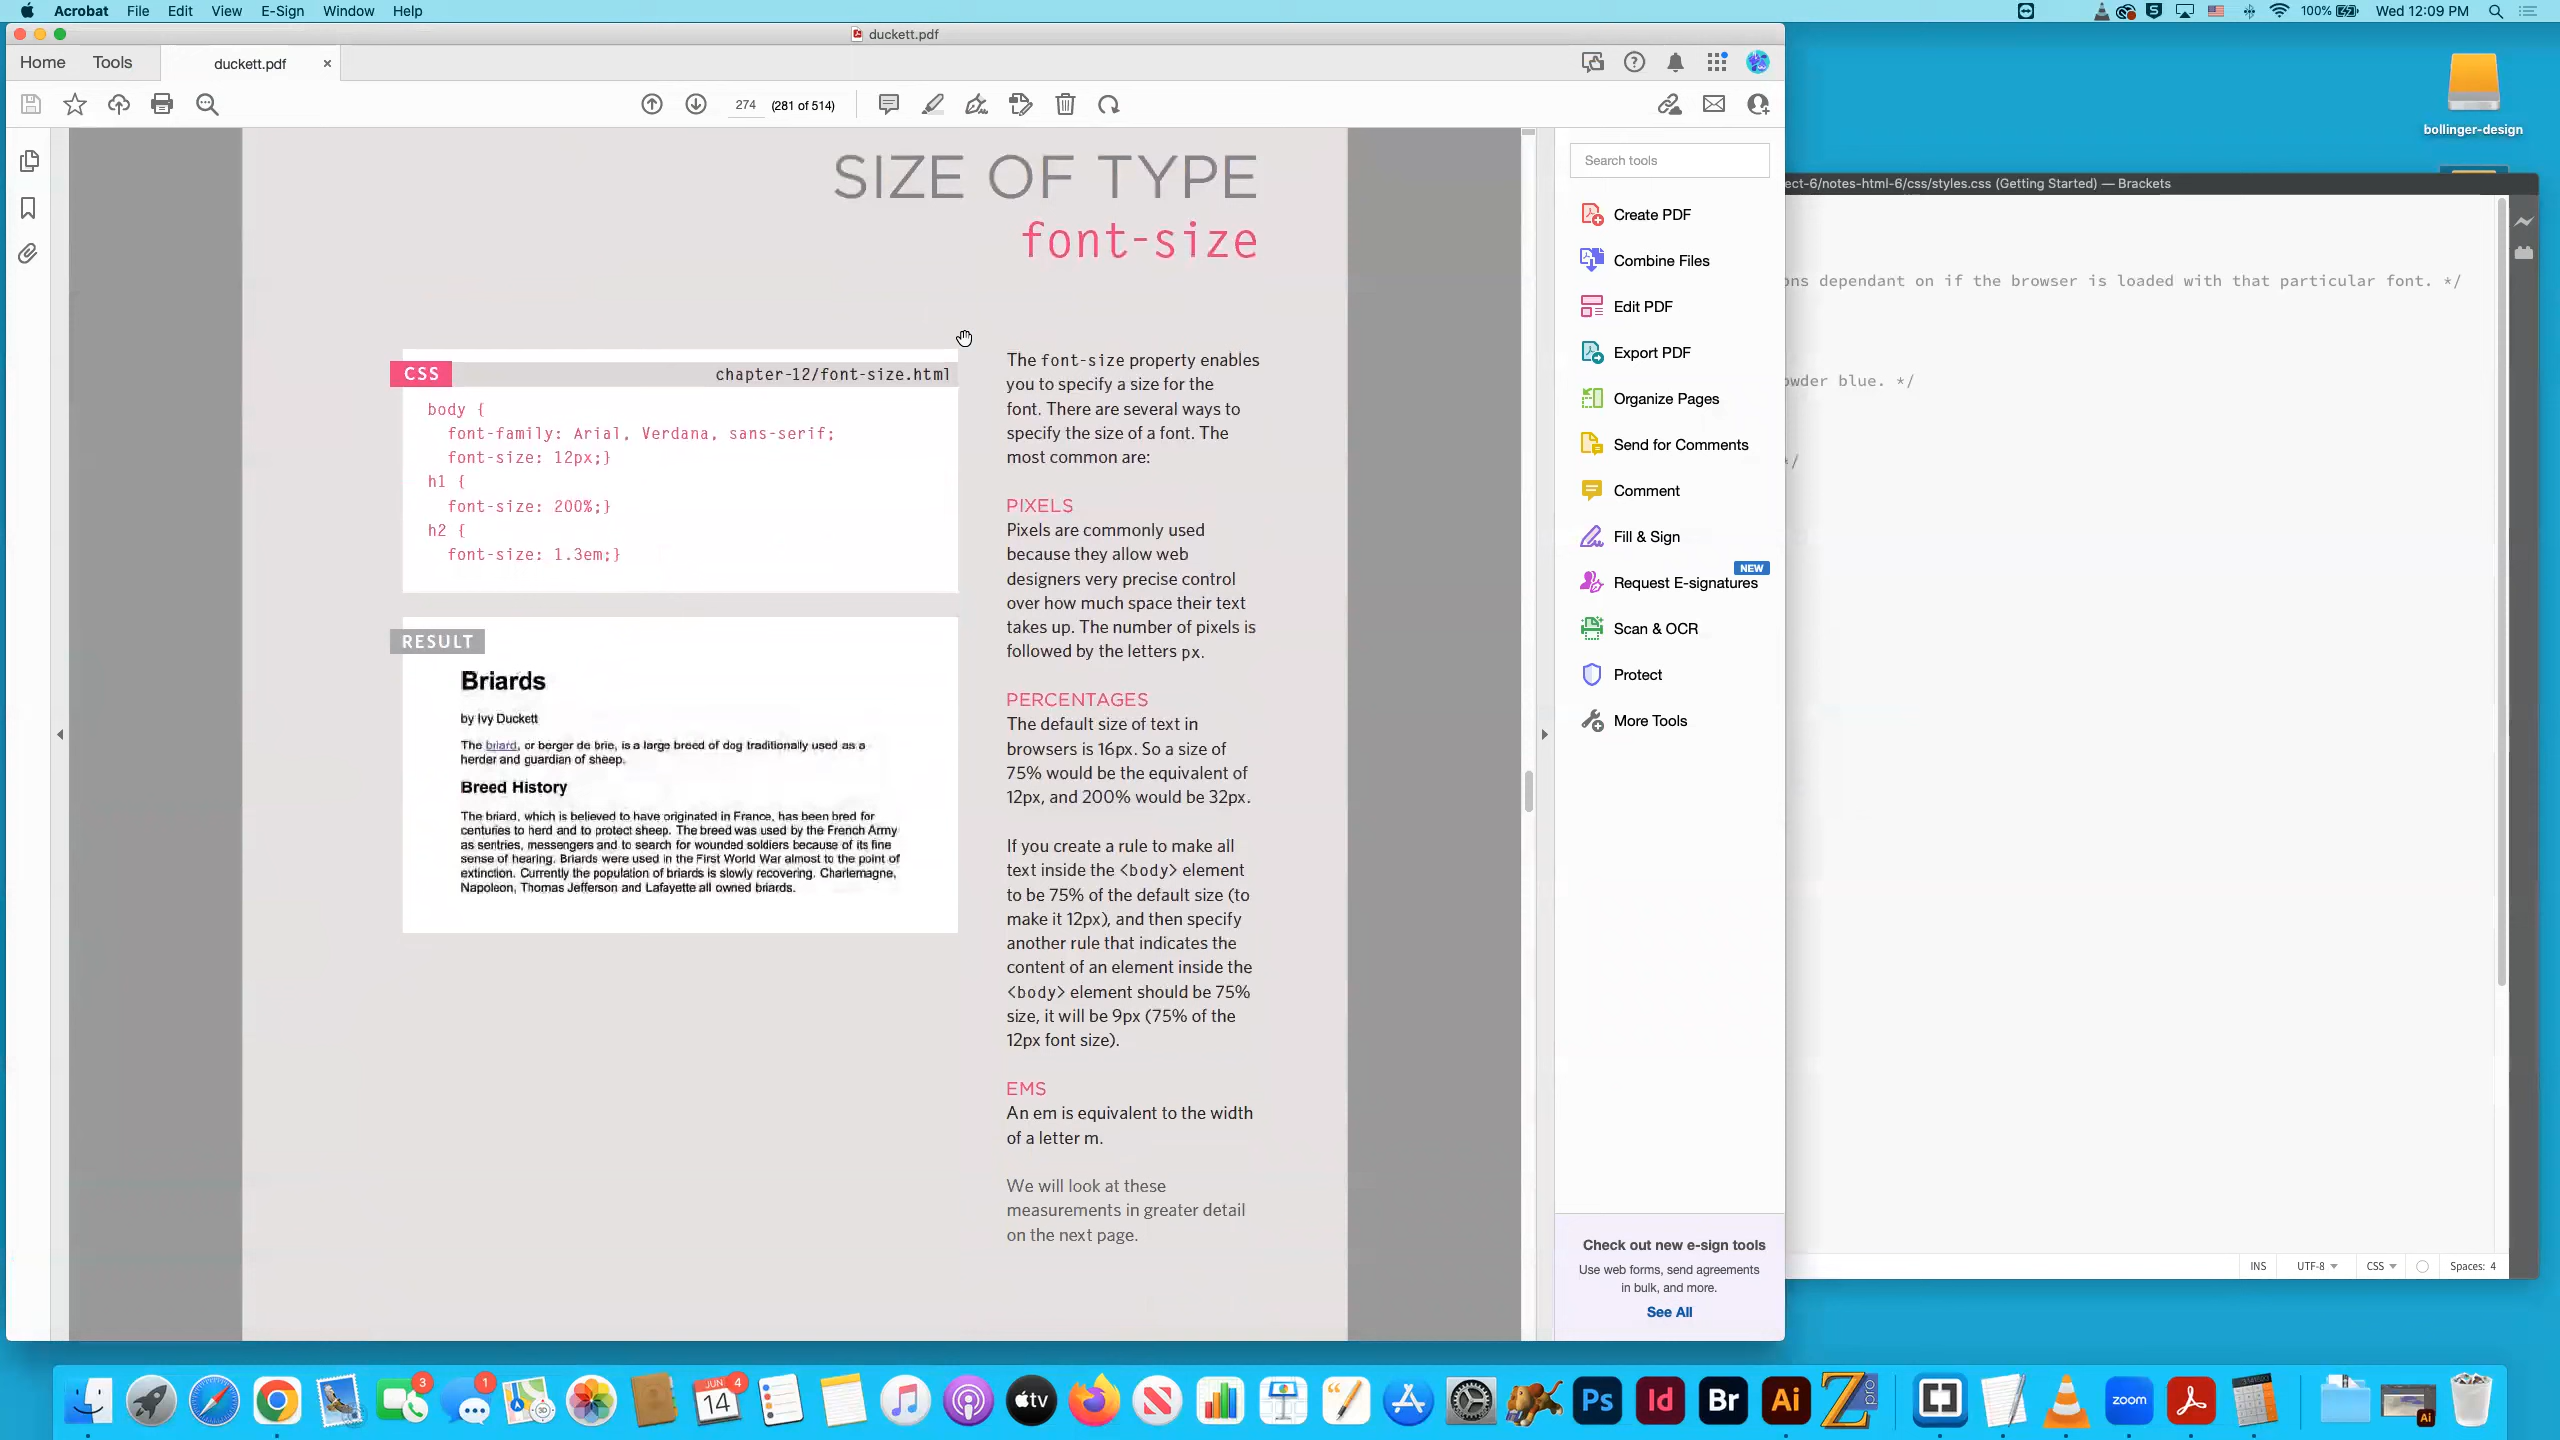 Acrobat File Edit View E-Sign Window Help
100% Wed 12:09 PM
duckett.pdf
Home Tools duckett.pdf ×
274 (281 of 514)
SIZE OF TYPE
font-size
CSS chapter-12/font-size.html
body {
font-family: Arial, Verdana, sans-serif;
font-size: 12px;}
h1 {
font-size: 200%;}
h2 {
font-size: 1.3em;}
RESULT
Briards
by Ivy Duckett
The briard, or berger de brie, is a large breed of dog traditionally used as a
herder and guardian of sheep.
Breed History
The briard, which is believed to have originated in France, has been bred for
centuries to herd and to protect sheep. The breed was used by the French Army
as sentries, messengers and to search for wounded soldiers because of its fine
sense of hearing. Briards were used in the First World War almost to the point of
extinction. Currently the population of briards is slowly recovering. Charlemagne,
Napoleon, Thomas Jefferson and Lafayette all owned briards.
The font-size property enables
you to specify a size for the
font. There are several ways to
specify the size of a font. The
most common are:
PIXELS
Pixels are commonly used
because they allow web
designers very precise control
over how much space their text
takes up. The number of pixels is
followed by the letters px.
PERCENTAGES
The default size of text in
browsers is 16px. So a size of
75% would be the equivalent of
12px, and 200% would be 32px.
If you create a rule to make all
text inside the <body> element
to be 75% of the default size (to
make it 12px), and then specify
another rule that indicates the
content of an element inside the
<body> element should be 75%
size, it will be 9px (75% of the
12px font size).
EMS
An em is equivalent to the width
of a letter m.
We will look at these
measurements in greater detail
on the next page.
Search tools
Create PDF
Combine Files
Edit PDF
Export PDF
Organize Pages
Send for Comments
Comment
Fill & Sign
NEW
Request E-signatures
Scan & OCR
Protect
More Tools
Check out new e-sign tools
Use web forms, send agreements
in bulk, and more.
See All
bollinger-design
ect-6/notes-html-6/css/styles.css (Getting Started) — Brackets
ons dependant on if the browser is loaded with that particular font. */
owder blue. */
*/
INS UTF-8 CSS Spaces: 4
3
1
JUN 4
14
tv
Ps
Id
Br
Ai
Z pro
zoom
Ai